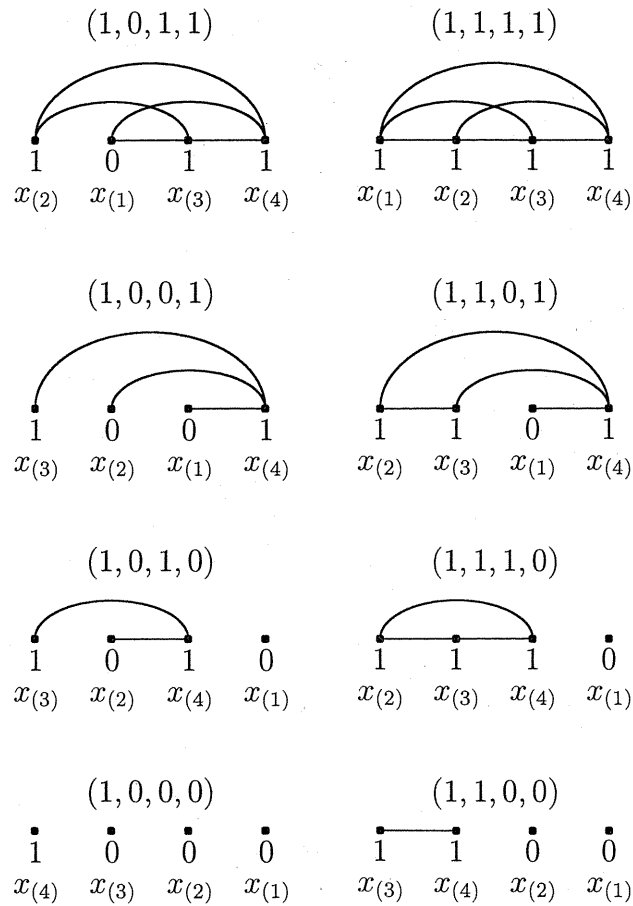 (1, 0, 1, 1) (1, 1, 1, 1)
1 0 1 1 1 1 1 1
x(2) x(1) x(3) x(4) x(1) x(2) x(3) x(4)
(1, 0, 0, 1) (1, 1, 0, 1)
1 0 0 1 1 1 0 1
x(3) x(2) x(1) x(4) x(2) x(3) x(1) x(4)
(1, 0, 1, 0) (1, 1, 1, 0)
1 0 1 0 1 1 1 0
x(3) x(2) x(4) x(1) x(2) x(3) x(4) x(1)
(1, 0, 0, 0) (1, 1, 0, 0)
1 0 0 0 1 1 0 0
x(4) x(3) x(2) x(1) x(3) x(4) x(2) x(1)